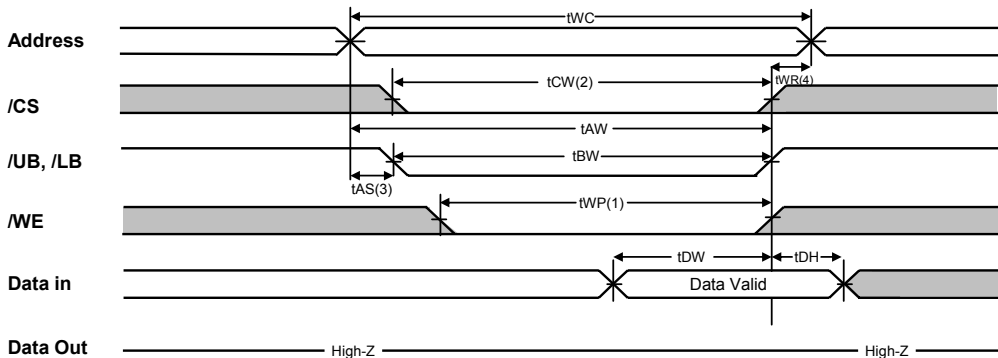 tWC
Address
tCW(2)
tWR(4)
/CS
tAW
/UB, /LB
tBW
tAS(3)
tWP(1)
/WE
tDW
tDH
Data in
Data Valid
Data Out
High-Z
High-Z